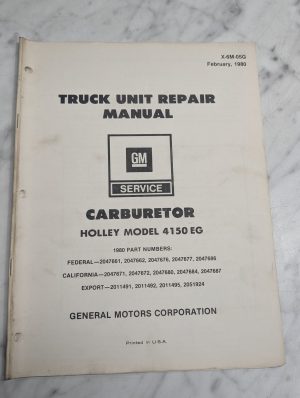 X-6M-05G
February, 1980
TRUCK UNIT REPAIR
MANUAL
GM
SERVICE
CARBURETOR
HOLLEY MODEL 4150 EG
1980 PART NUMBERS:
FEDERAL—2047661, 2047662, 2047676, 2047677, 2047686
CALIFORNIA—2047671, 2047672, 2047680, 2047684, 2047687
EXPORT—2011491, 2011492, 2011495, 2051924
GENERAL MOTORS CORPORATION
Printed in U.S.A.